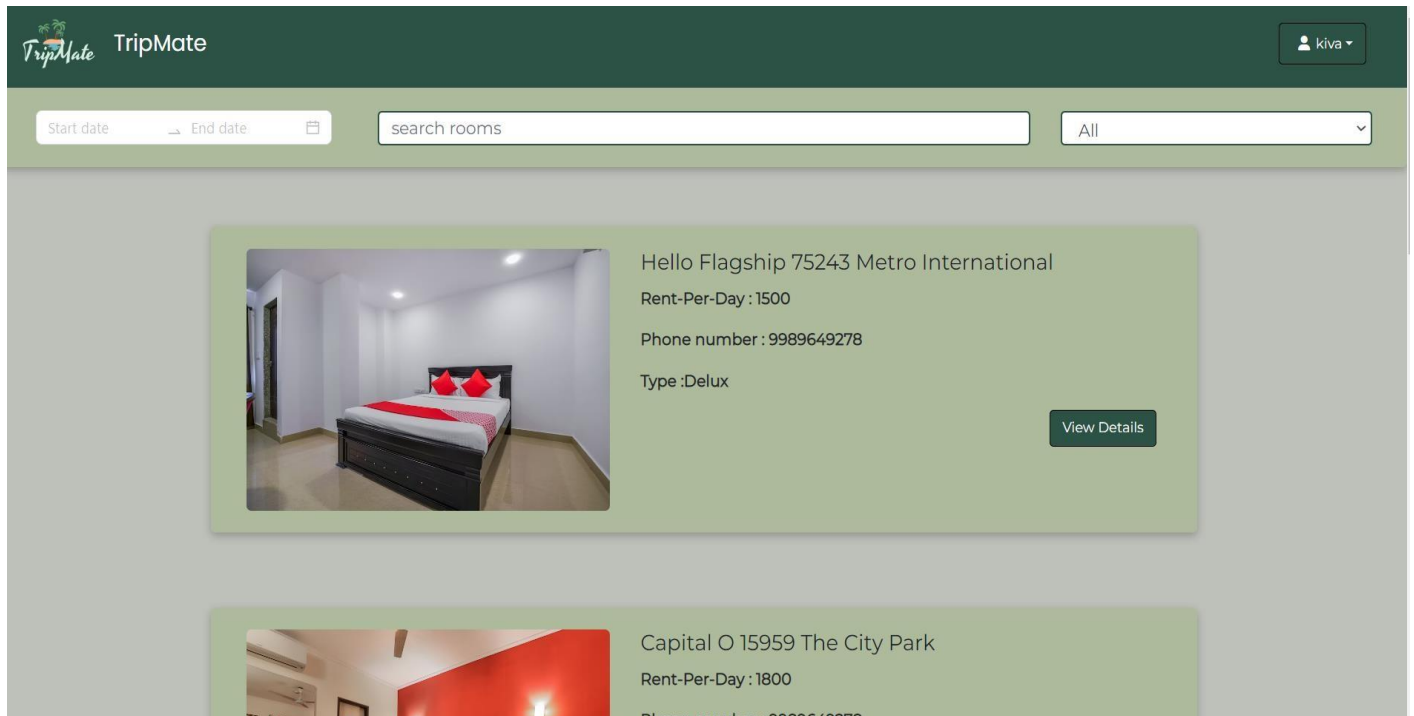 TripMate TripMate
kiva
Start date End date
search rooms
All
Hello Flagship 75243 Metro International
Rent-Per-Day : 1500
Phone number : 9989649278
Type :Delux
View Details
Capital O 15959 The City Park
Rent-Per-Day : 1800